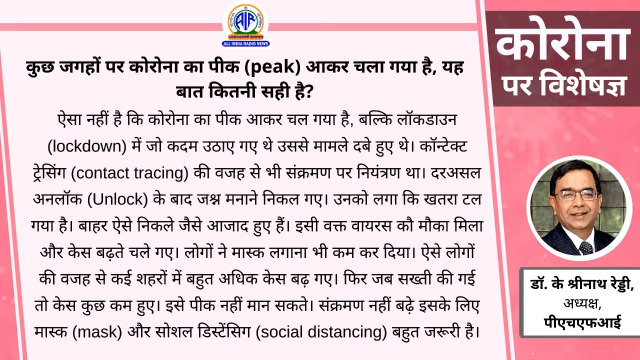 AIR
ALL INDIA RADIO NEWS
कुछ जगहों पर कोरोना का पीक (peak) आकर चला गया है, यह
बात कितनी सही है?
ऐसा नहीं है कि कोरोना का पीक आकर चल गया है, बल्कि लॉकडाउन
(lockdown) में जो कदम उठाए गए थे उससे मामले दबे हुए थे। कॉन्टेक्ट
ट्रेसिंग (contact tracing) की वजह से भी संक्रमण पर नियंत्रण था। दरअसल
अनलॉक (Unlock) के बाद जश्न मनाने निकल गए। उनको लगा कि खतरा टल
गया है। बाहर ऐसे निकले जैसे आजाद हुए हैं। इसी वक्त वायरस कौ मौका मिला
और केस बढ़ते चले गए। लोगों ने मास्क लगाना भी कम कर दिया। ऐसे लोगों
की वजह से कई शहरों में बहुत अधिक केस बढ़ गए। फिर जब सख्ती की गई
तो केस कुछ कम हुए। इसे पीक नहीं मान सकते। संक्रमण नहीं बढ़े इसके लिए
मास्क (mask) और सोशल डिस्टेंसिग (social distancing) बहुत जरूरी है।
कोरोना
पर विशेषज्ञ
डॉ. के श्रीनाथ रेड्डी,
अध्यक्ष,
पीएचएफआई